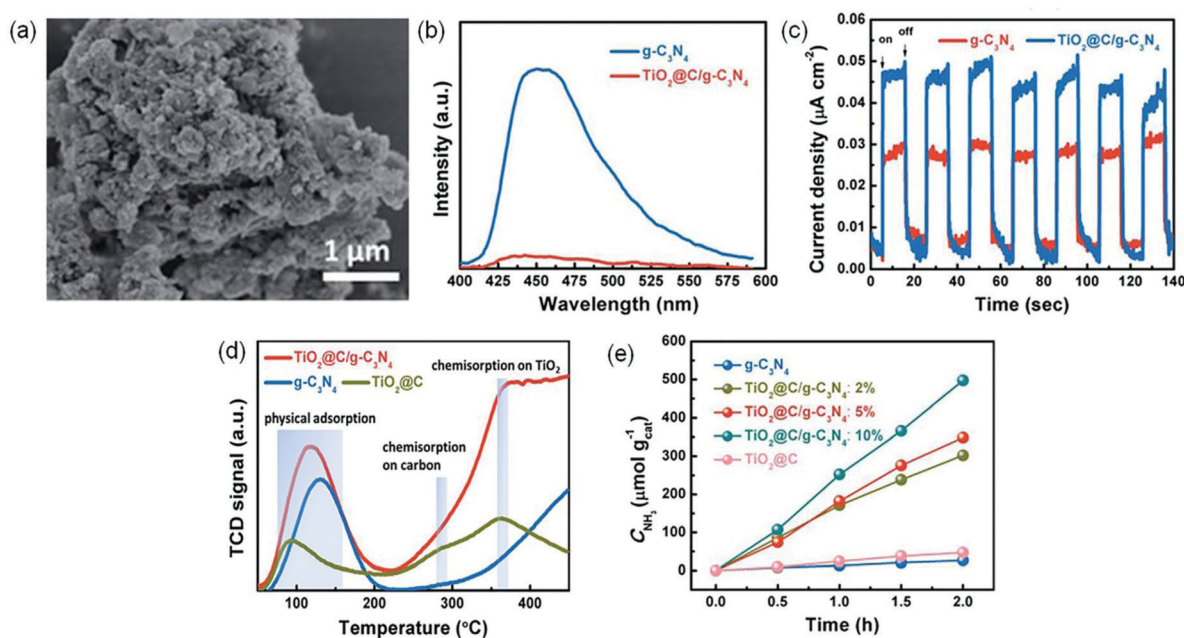 (a)
1 µm
(b)
g-C₃N₄
TiO₂@C/g-C₃N₄
Intensity (a.u.)
400 425 450 475 500 525 550 575 592
Wavelength (nm)
(c)
on off
g-C₃N₄ TiO₂@C/g-C₃N₄
Current density (µA cm⁻²)
0.06
0.05
0.04
0.03
0.02
0.01
0.00
0 20 40 60 80 100 120 140
Time (sec)
(d)
TiO₂@C/g-C₃N₄
g-C₃N₄ TiO₂@C
physical adsorption
chemisorption on TiO₂
chemisorption
on carbon
TCD signal (a.u.)
100 200 300 400
Temperature (°C)
(e)
g-C₃N₄
TiO₂@C/g-C₃N₄: 2%
TiO₂@C/g-C₃N₄: 5%
TiO₂@C/g-C₃N₄: 10%
TiO₂@C
C_NH₃ (µmol g⁻¹cat)
600
500
400
300
200
100
0
0.0 0.5 1.0 1.5 2.0
Time (h)